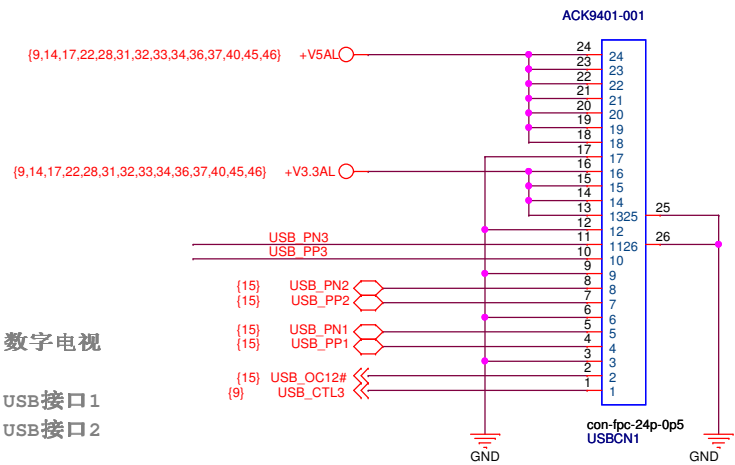 ACK9401-001
{9,14,17,22,28,31,32,33,34,36,37,40,45,46} +V5AL 24 24
23 23
22 22
21 21
20 20
19 19
18 18
17 17
{9,14,17,22,28,31,32,33,34,36,37,40,45,46} +V3.3AL 16 16
15 15
14 14
13 1325 25
12 12
USB_PN3 11 1126 26
USB_PP3 10 10
9 9
{15} USB_PN2 8 8
{15} USB_PP2 7 7
6 6
{15} USB_PN1 5 5
数字电视 {15} USB_PP1 4 4
3 3
{15} USB_OC12# 2 2
{9} USB_CTL3 1 1
USB接口1
USB接口2
con-fpc-24p-0p5
USBCN1
GND GND